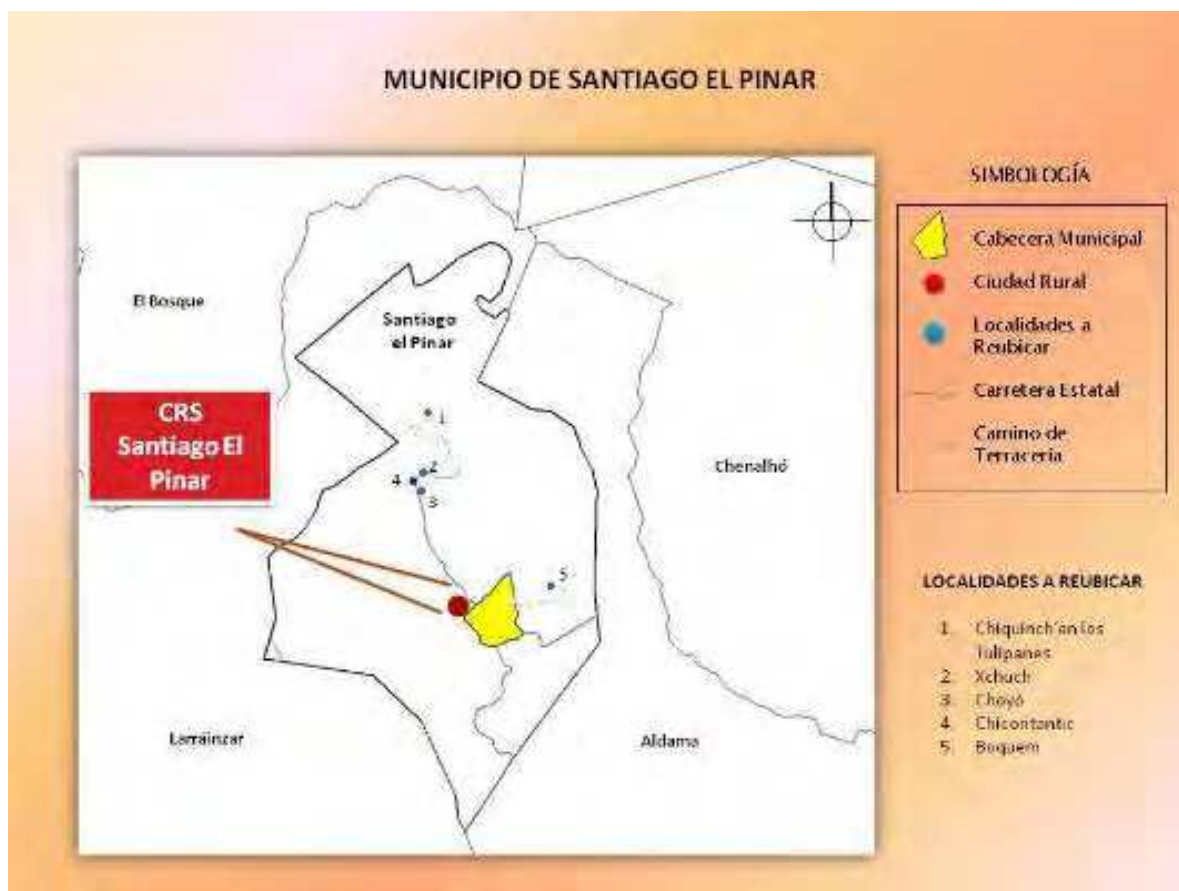 MUNICIPIO DE SANTIAGO EL PINAR
SIMBOLOGÍA
Cabecera Municipal
Ciudad Rural
Localidades a
Reubicar
Carretera Estatal
Camino de
Terracería
El Bosque
Santiago
el Pinar
CRS
Santiago El
Pinar
1
2
4
3
5
Chenalhó
Larráinzar
Aldama
LOCALIDADES A REUBICAR
1. Chiquinch'en los
Tulipanes
2. Xchuch
3. Choyó
4. Chicontantic
5. Boquem